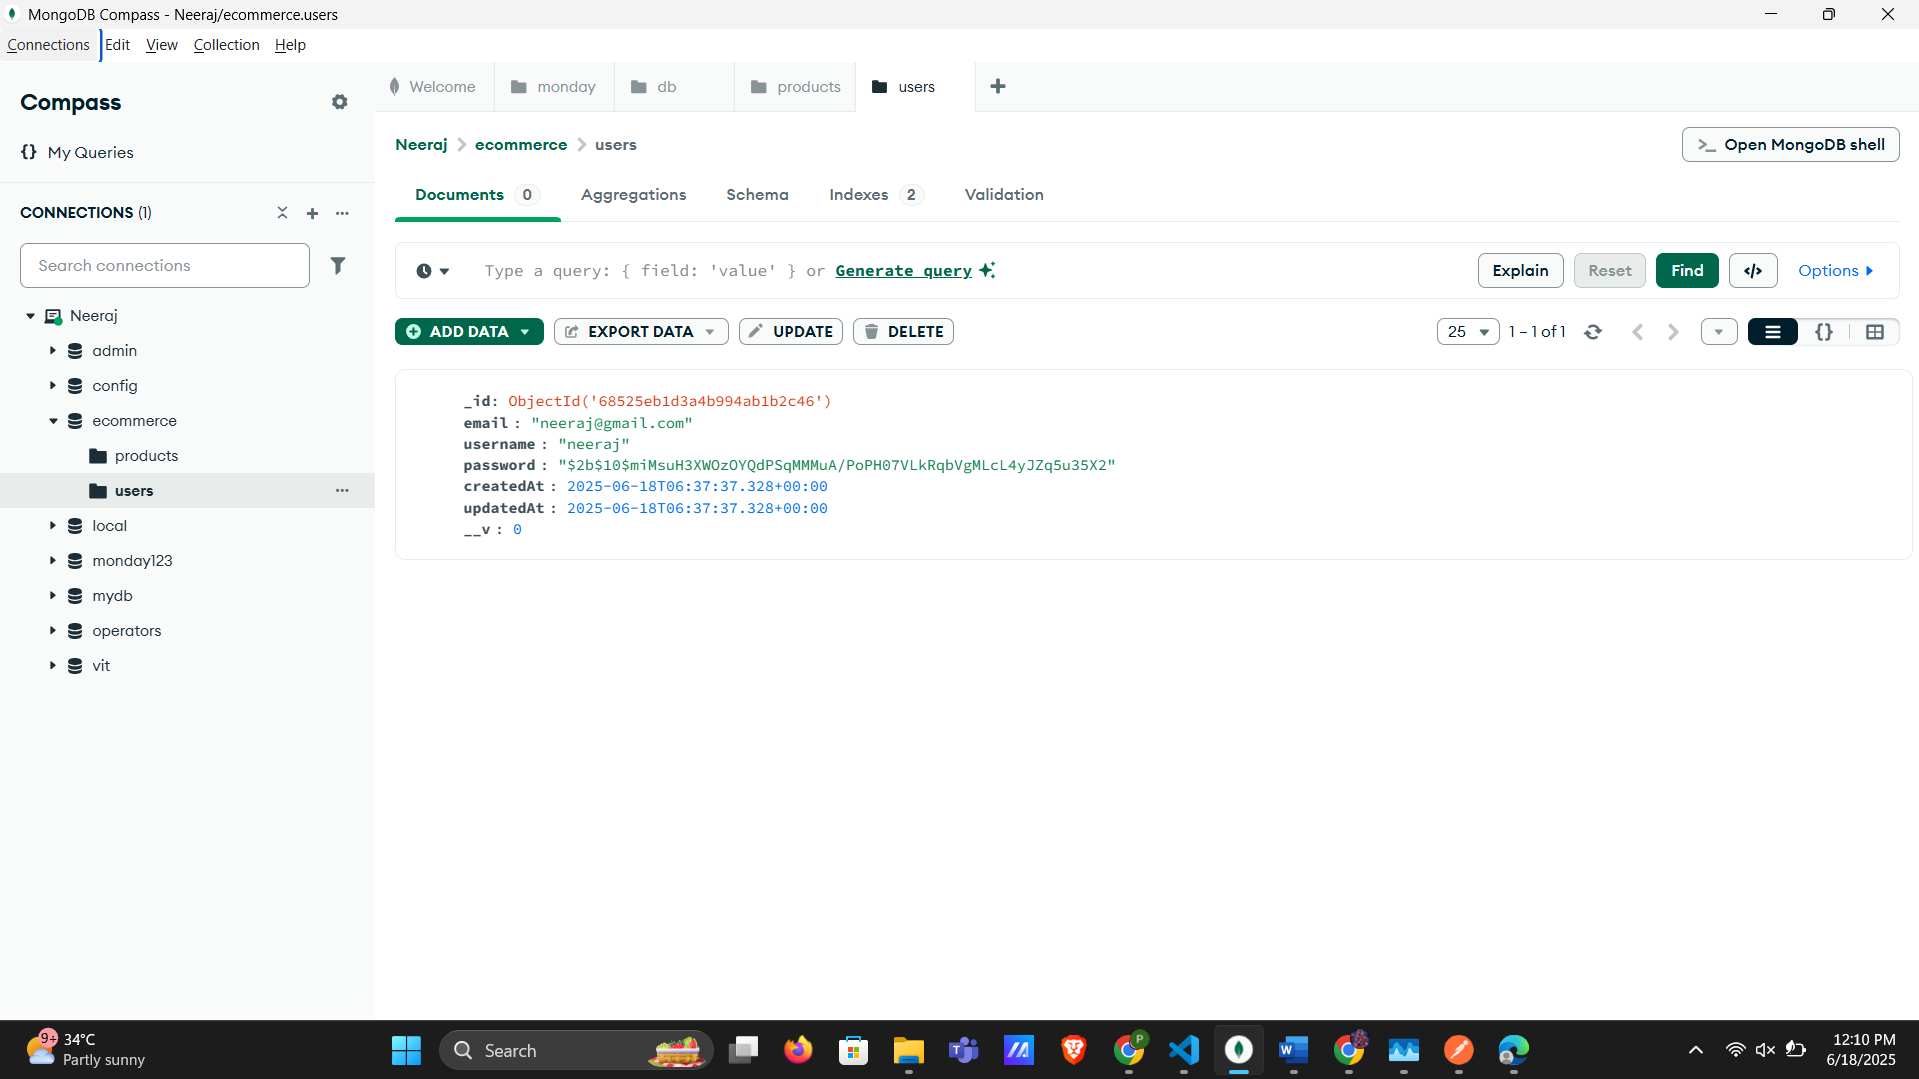 MongoDB Compass - Neeraj/ecommerce.users
Connections Edit View Collection Help
Compass
{} My Queries
CONNECTIONS (1)
Search connections
Neeraj
admin
config
ecommerce
products
users
local
monday123
mydb
operators
vit
Welcome monday db products users
Neeraj > ecommerce > users
>_ Open MongoDB shell
Documents 0 Aggregations Schema Indexes 2 Validation
Type a query: { field: 'value' } or Generate query
Explain Reset Find </> Options
ADD DATA EXPORT DATA UPDATE DELETE
25 1 – 1 of 1 {}
_id: ObjectId('68525eb1d3a4b994ab1b2c46')
email : "neeraj@gmail.com"
username : "neeraj"
password : "$2b$10$miMsuH3XWOzOYQdPSqMMMuA/PoPH07VLkRqbVgMLcL4yJZq5u35X2"
createdAt : 2025-06-18T06:37:37.328+00:00
updatedAt : 2025-06-18T06:37:37.328+00:00
__v : 0
9+ 34°C
Partly sunny
Search
P
12:10 PM
6/18/2025